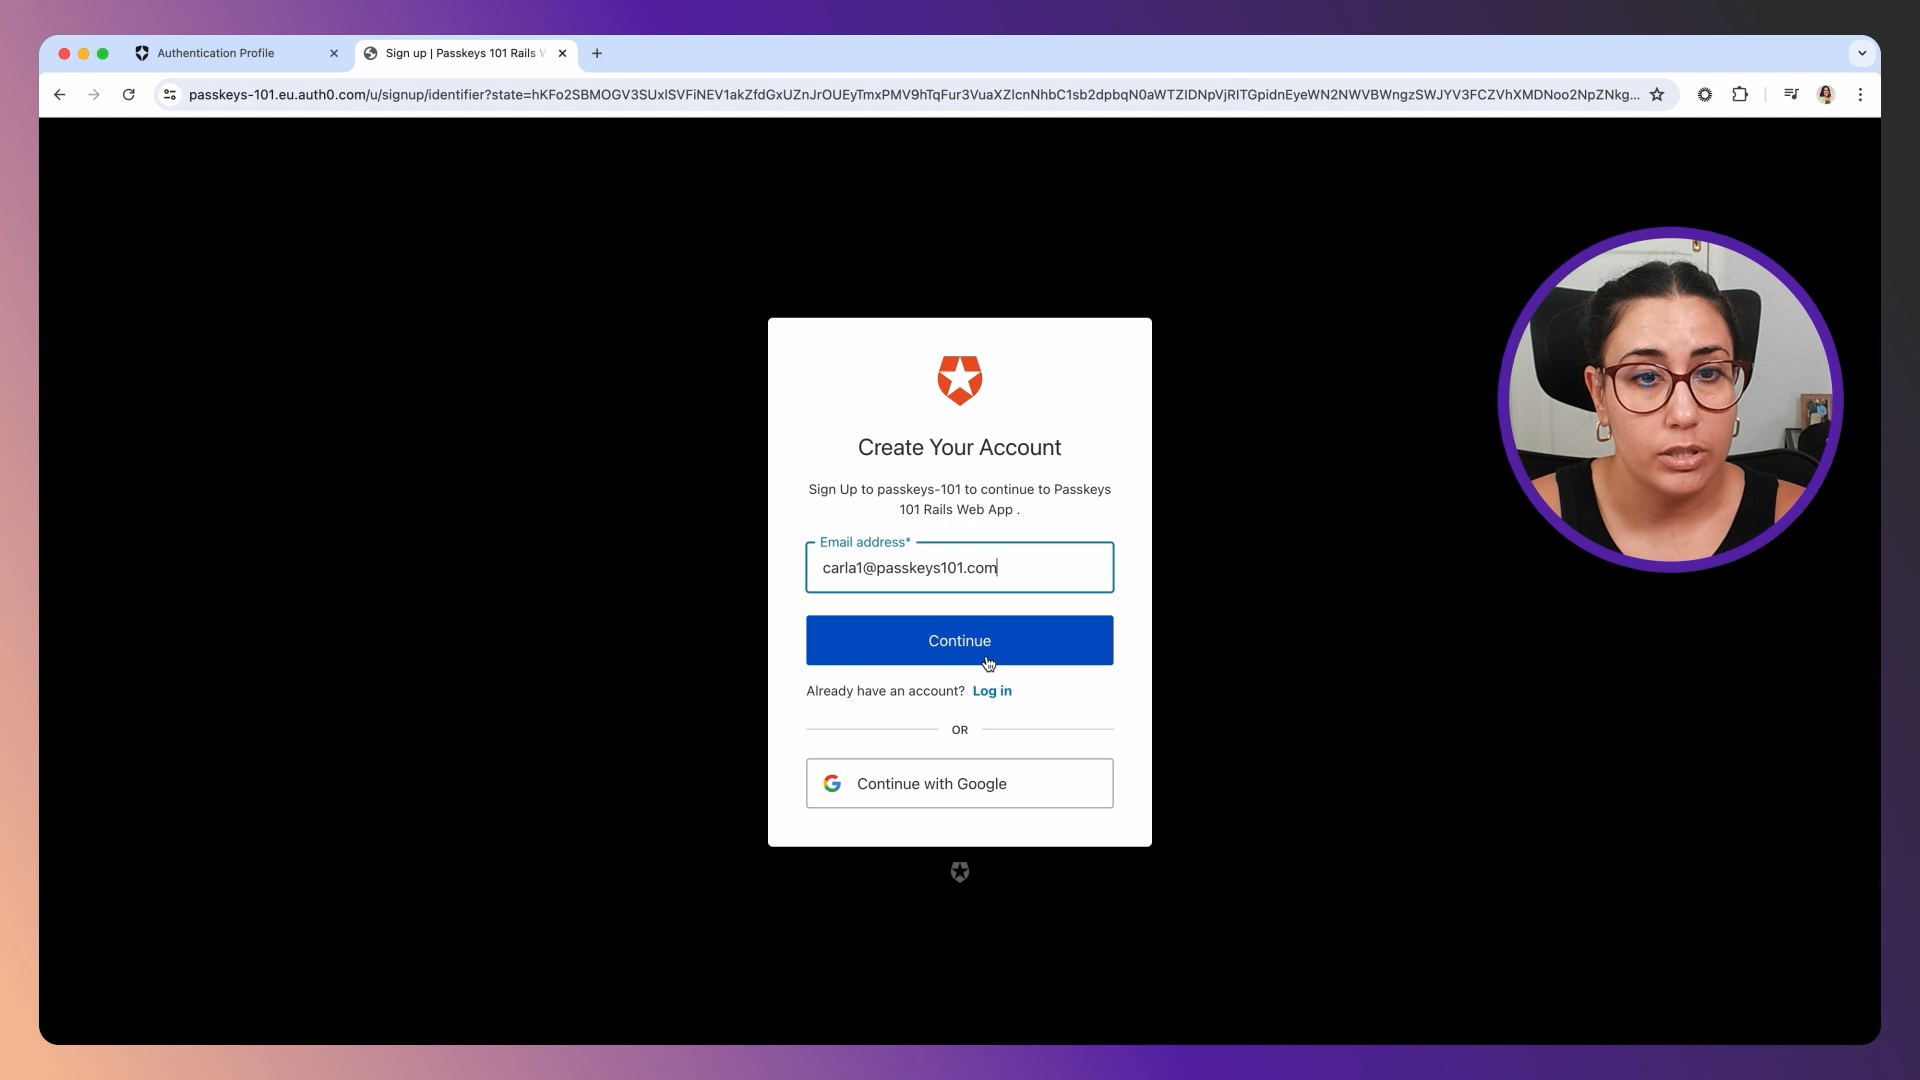 Authentication Profile
Sign up | Passkeys 101 Rails
passkeys-101.eu.auth0.com/u/signup/identifier?state=hKFo2SBMOGV3SUxlSVFiNEV1akZfdGxUZnJrOUEyTmxPMV9hTqFur3VuaXZlcnNhbC1sb2dpbqN0aWTZIDNpVjRITGpidnEyeWN2NWVBWngzSWJYV3FCZVhXMDNoo2NpZNkg...
Create Your Account
Sign Up to passkeys-101 to continue to Passkeys
101 Rails Web App .
Email address*
carla1@passkeys101.com
Continue
Already have an account? Log in
OR
Continue with Google